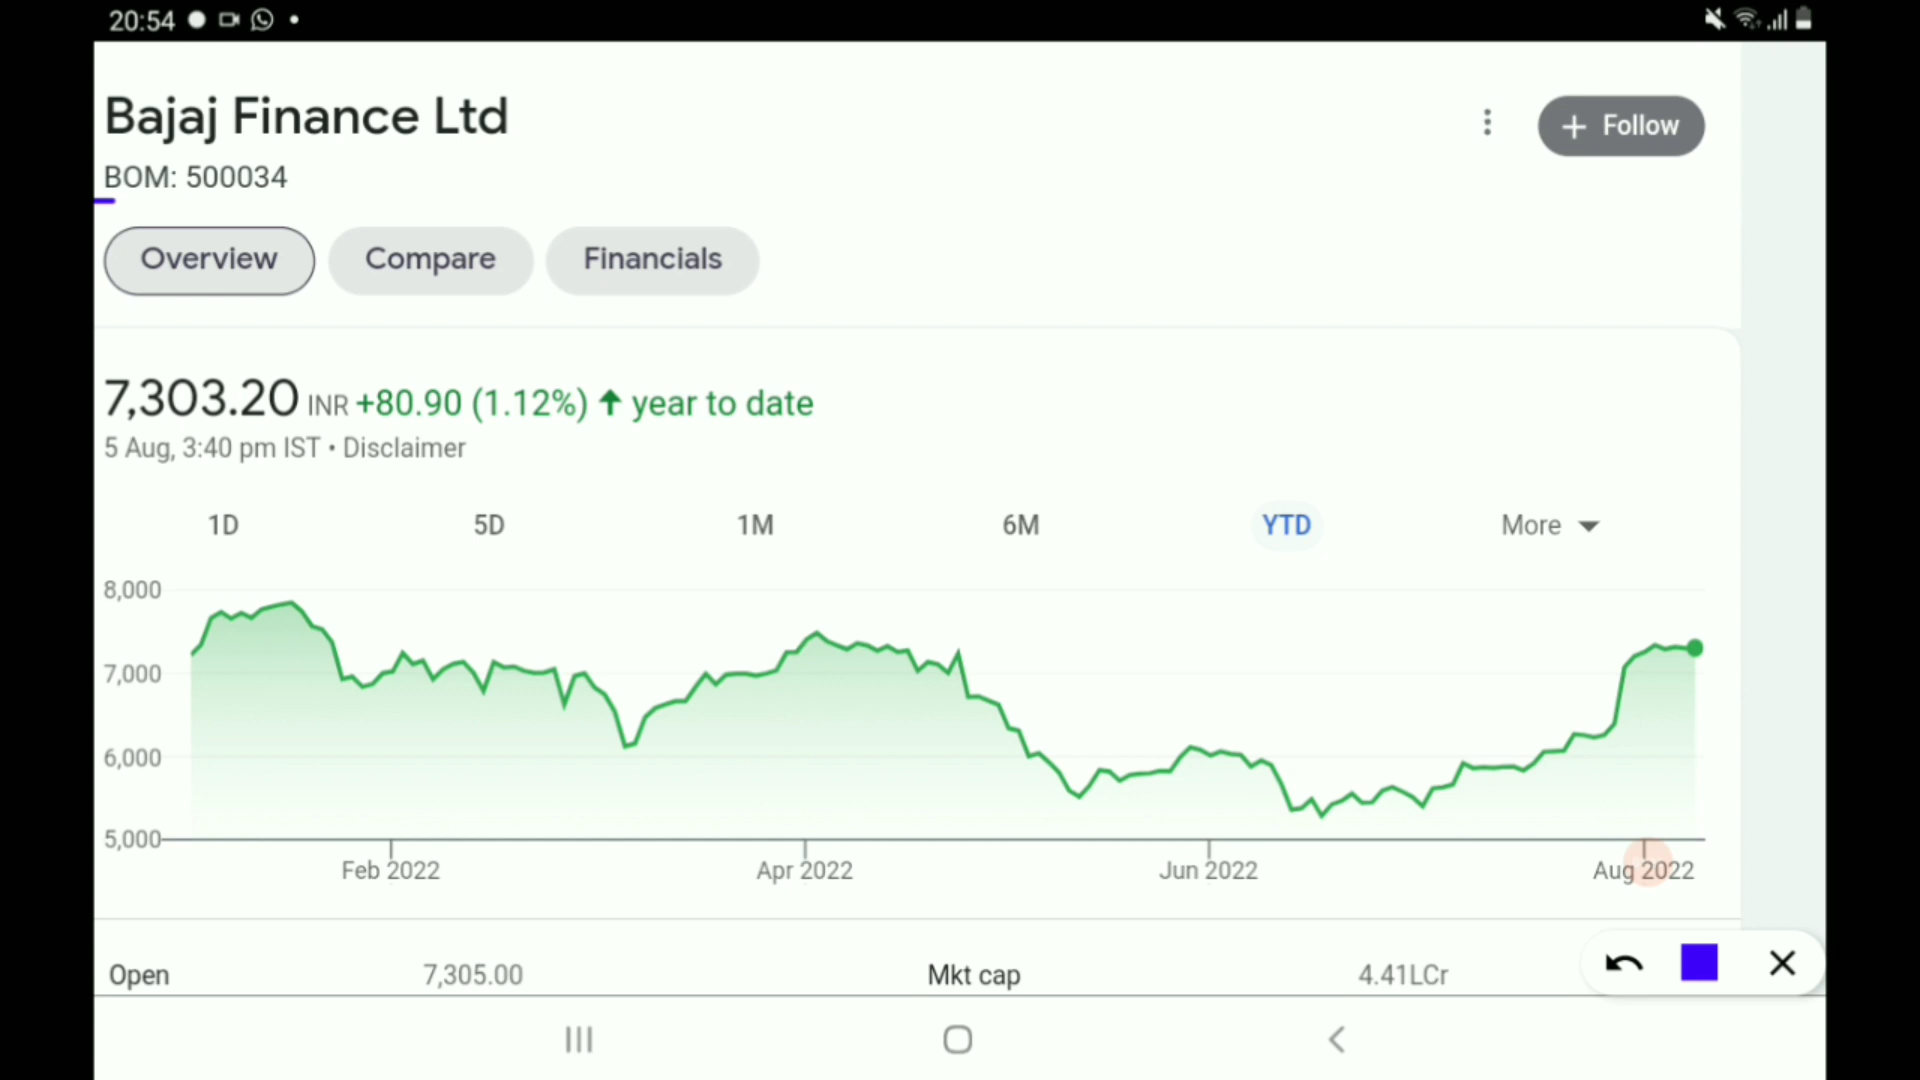 20:54
Bajaj Finance Ltd
+ Follow
BOM: 500034
Overview Compare Financials
7,303.20 INR +80.90 (1.12%) ↑ year to date
5 Aug, 3:40 pm IST • Disclaimer
1D 5D 1M 6M YTD More
8,000
7,000
6,000
5,000
Feb 2022 Apr 2022 Jun 2022 Aug 2022
Open 7,305.00 Mkt cap 4.41LCr